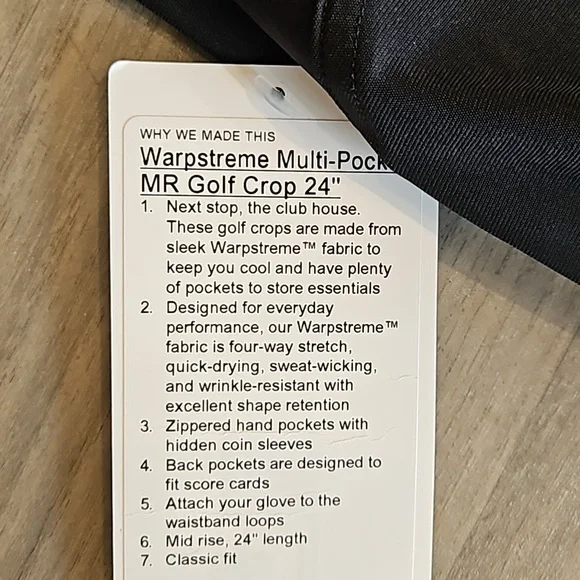 WHY WE MADE THIS
Warpstreme Multi-Pock
MR Golf Crop 24"
1. Next stop, the club house.
These golf crops are made from
sleek Warpstreme™ fabric to
keep you cool and have plenty
of pockets to store essentials
2. Designed for everyday
performance, our Warpstreme™
fabric is four-way stretch,
quick-drying, sweat-wicking,
and wrinkle-resistant with
excellent shape retention
3. Zippered hand pockets with
hidden coin sleeves
4. Back pockets are designed to
fit score cards
5. Attach your glove to the
waistband loops
6. Mid rise, 24" length
7. Classic fit